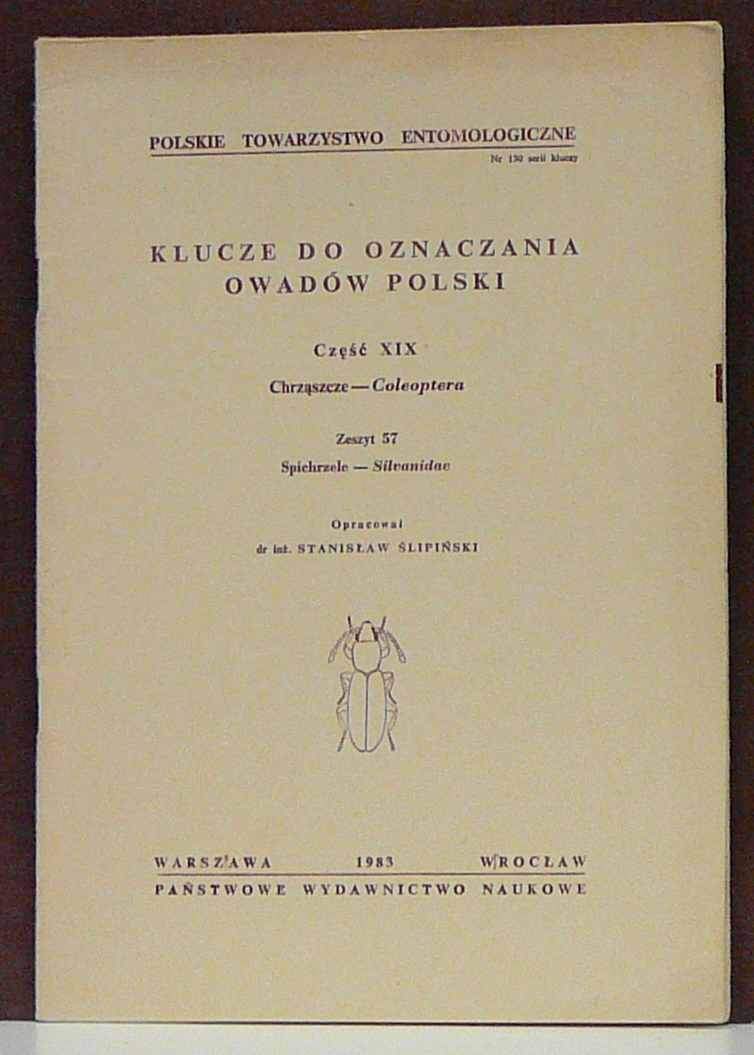 POLSKIE TOWARZYSTWO ENTOMOLOGICZNE
Nr 130 serii kluczy
KLUCZE DO OZNACZANIA
OWADÓW POLSKI
Część XIX
Chrząszcze — Coleoptera
Zeszyt 57
Spichrzele — Silvanidae
Opracował
dr inż. STANISŁAW ŚLIPIŃSKI
WARSZAWA 1983 WROCŁAW
PAŃSTWOWE WYDAWNICTWO NAUKOWE